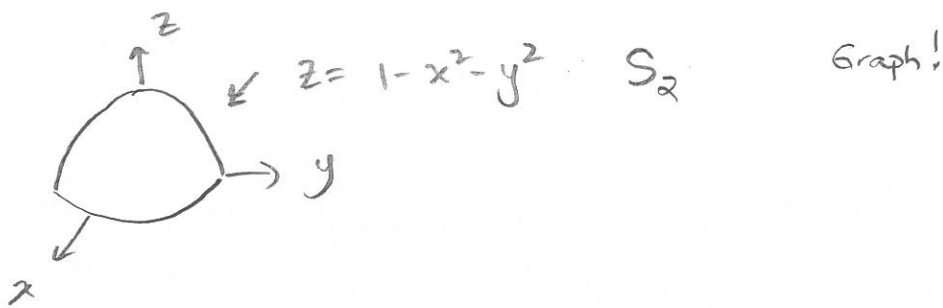 z
z = 1 - x² - y²   S₂   Graph!
y
x